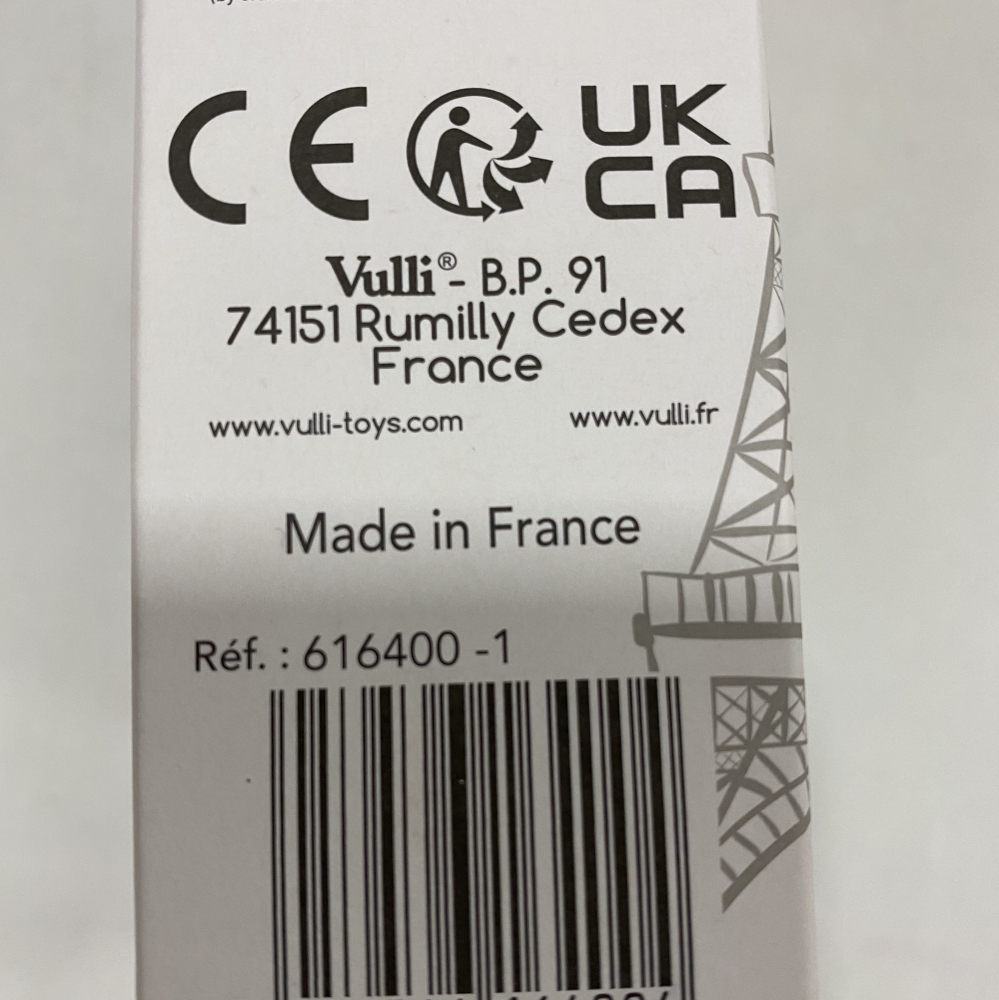 CE
UK
CA
Vulli® - B.P. 91
74151 Rumilly Cedex
France
www.vulli-toys.com www.vulli.fr
Made in France
Réf. : 616400 -1